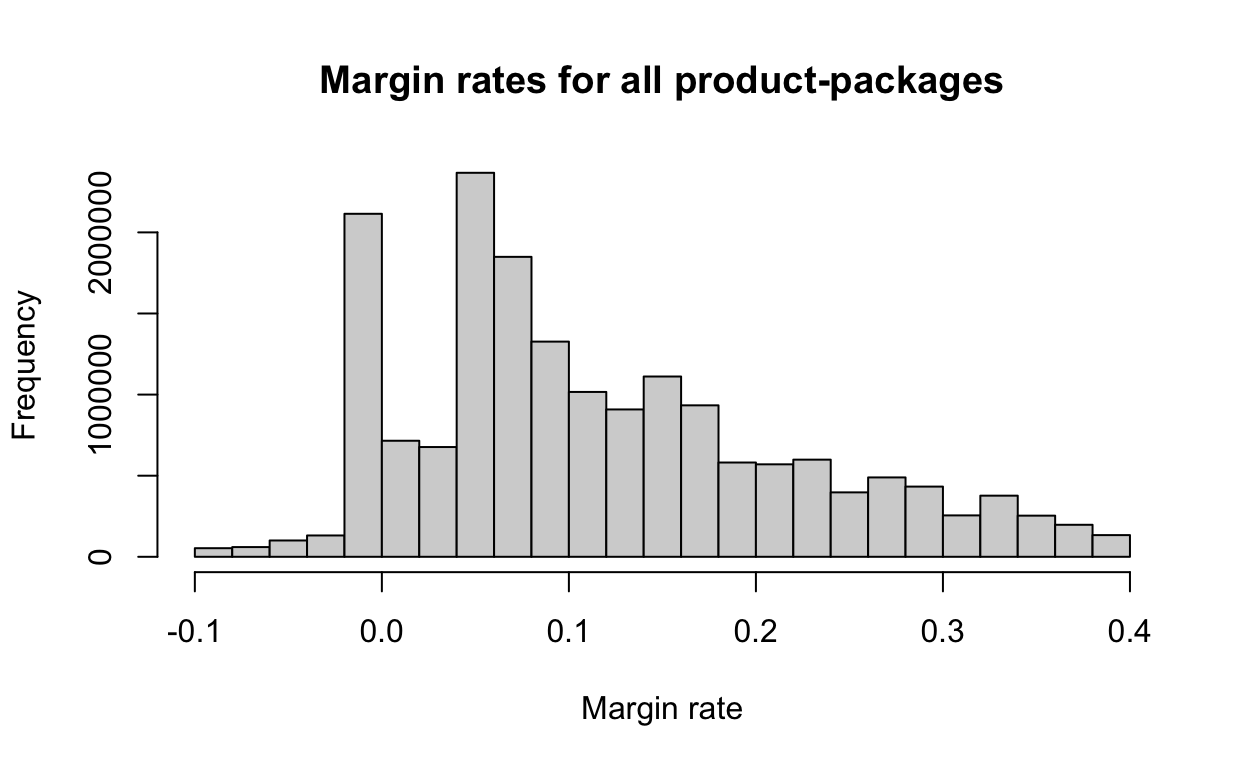 Margin rates for all product-packages
Frequency
2000000
1000000
0
-0.1 0.0 0.1 0.2 0.3 0.4
Margin rate